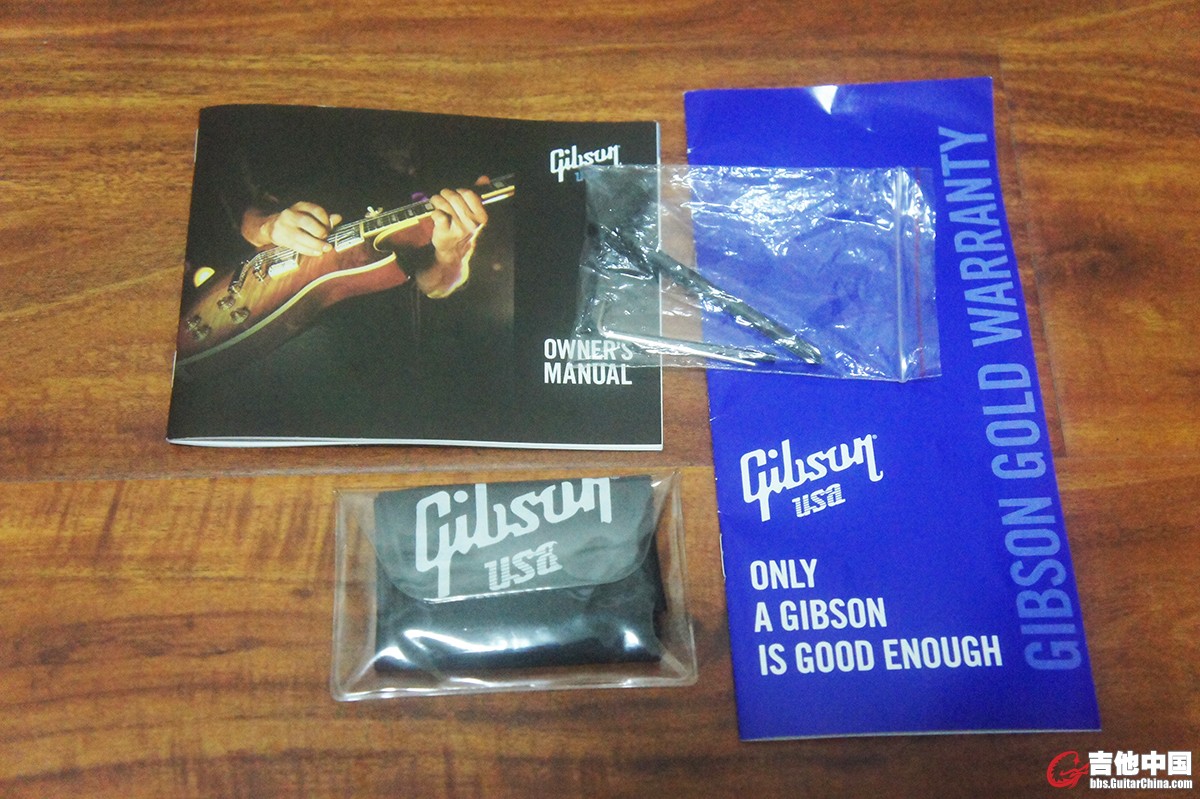 Gibson
OWNER'S
MANUAL
Gibson
usa
Gibson
usa
ONLY
A GIBSON
IS GOOD ENOUGH
GIBSON GOLD WARRANTY
吉他中国
bbs.GuitarChina.com